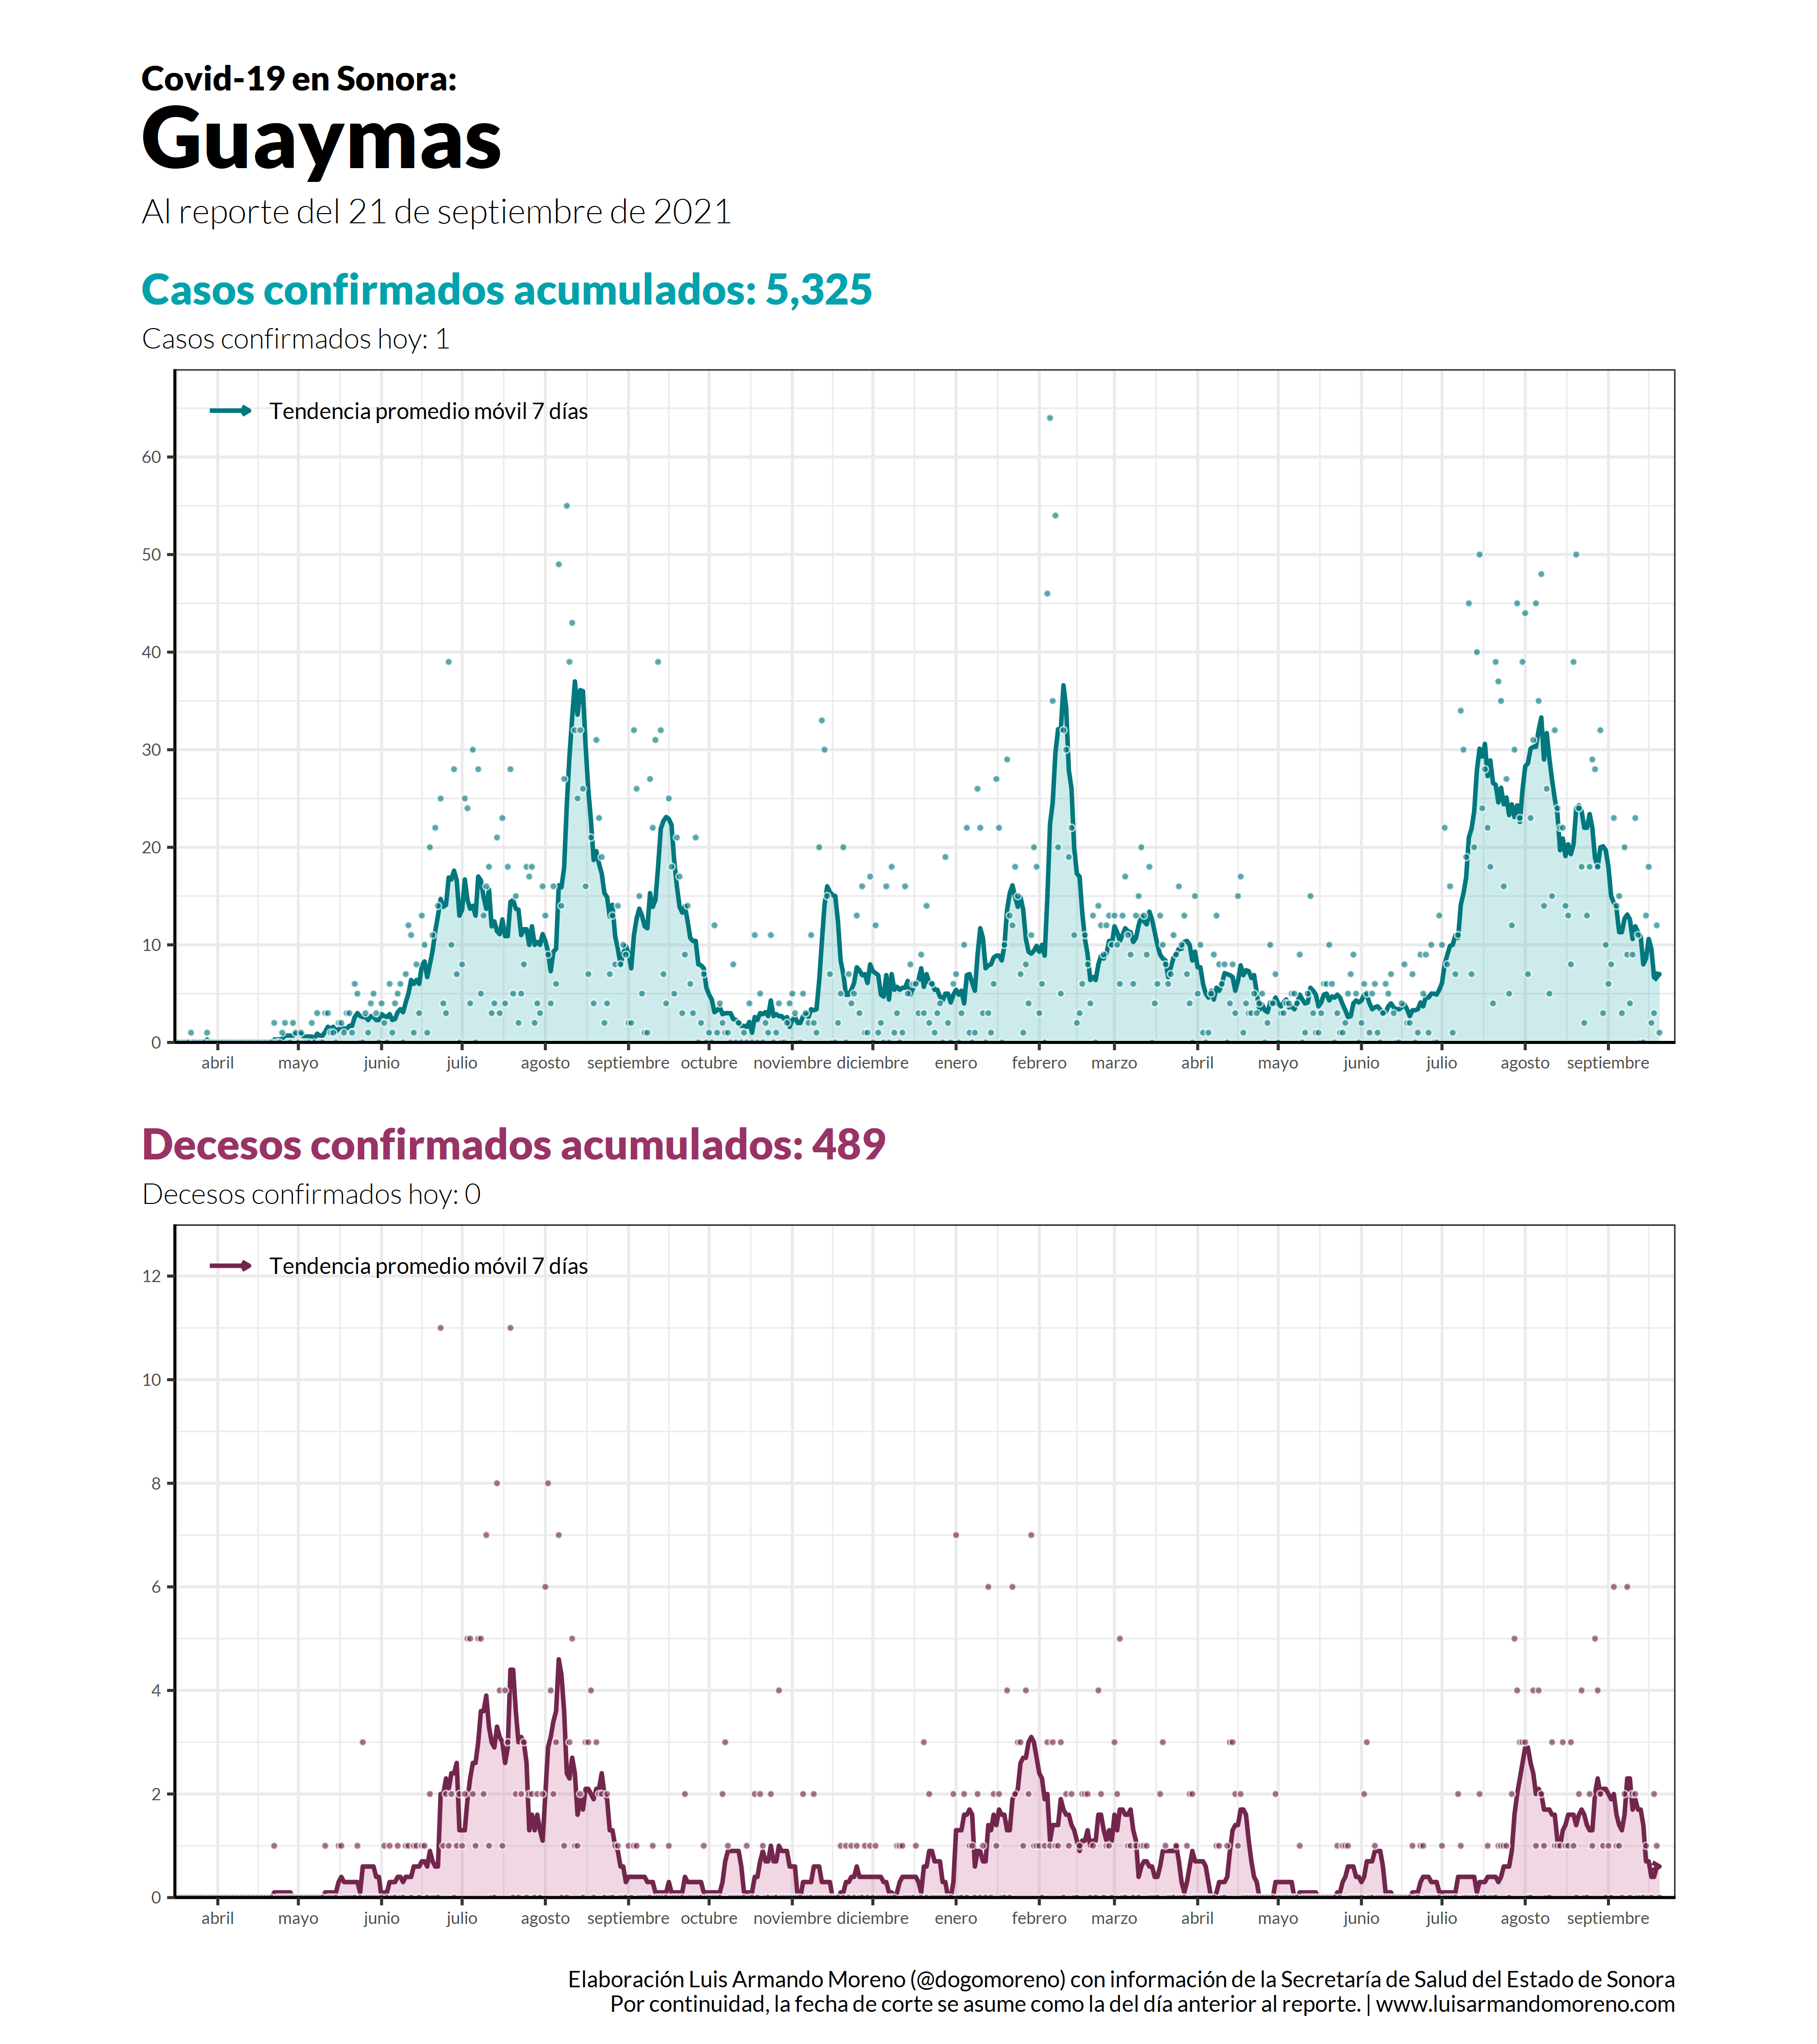 Covid-19 en Sonora:
Guaymas
Al reporte del 21 de septiembre de 2021
Casos confirmados acumulados: 5,325
Casos confirmados hoy: 1
Tendencia promedio móvil 7 días
60
50
40
30
20
10
0
abril mayo junio julio agosto septiembre octubre noviembre diciembre enero febrero marzo abril mayo junio julio agosto septiembre
Decesos confirmados acumulados: 489
Decesos confirmados hoy: 0
Tendencia promedio móvil 7 días
12
10
8
6
4
2
0
abril mayo junio julio agosto septiembre octubre noviembre diciembre enero febrero marzo abril mayo junio julio agosto septiembre
Elaboración Luis Armando Moreno (@dogomoreno) con información de la Secretaría de Salud del Estado de Sonora
Por continuidad, la fecha de corte se asume como la del día anterior al reporte. | www.luisarmandomoreno.com